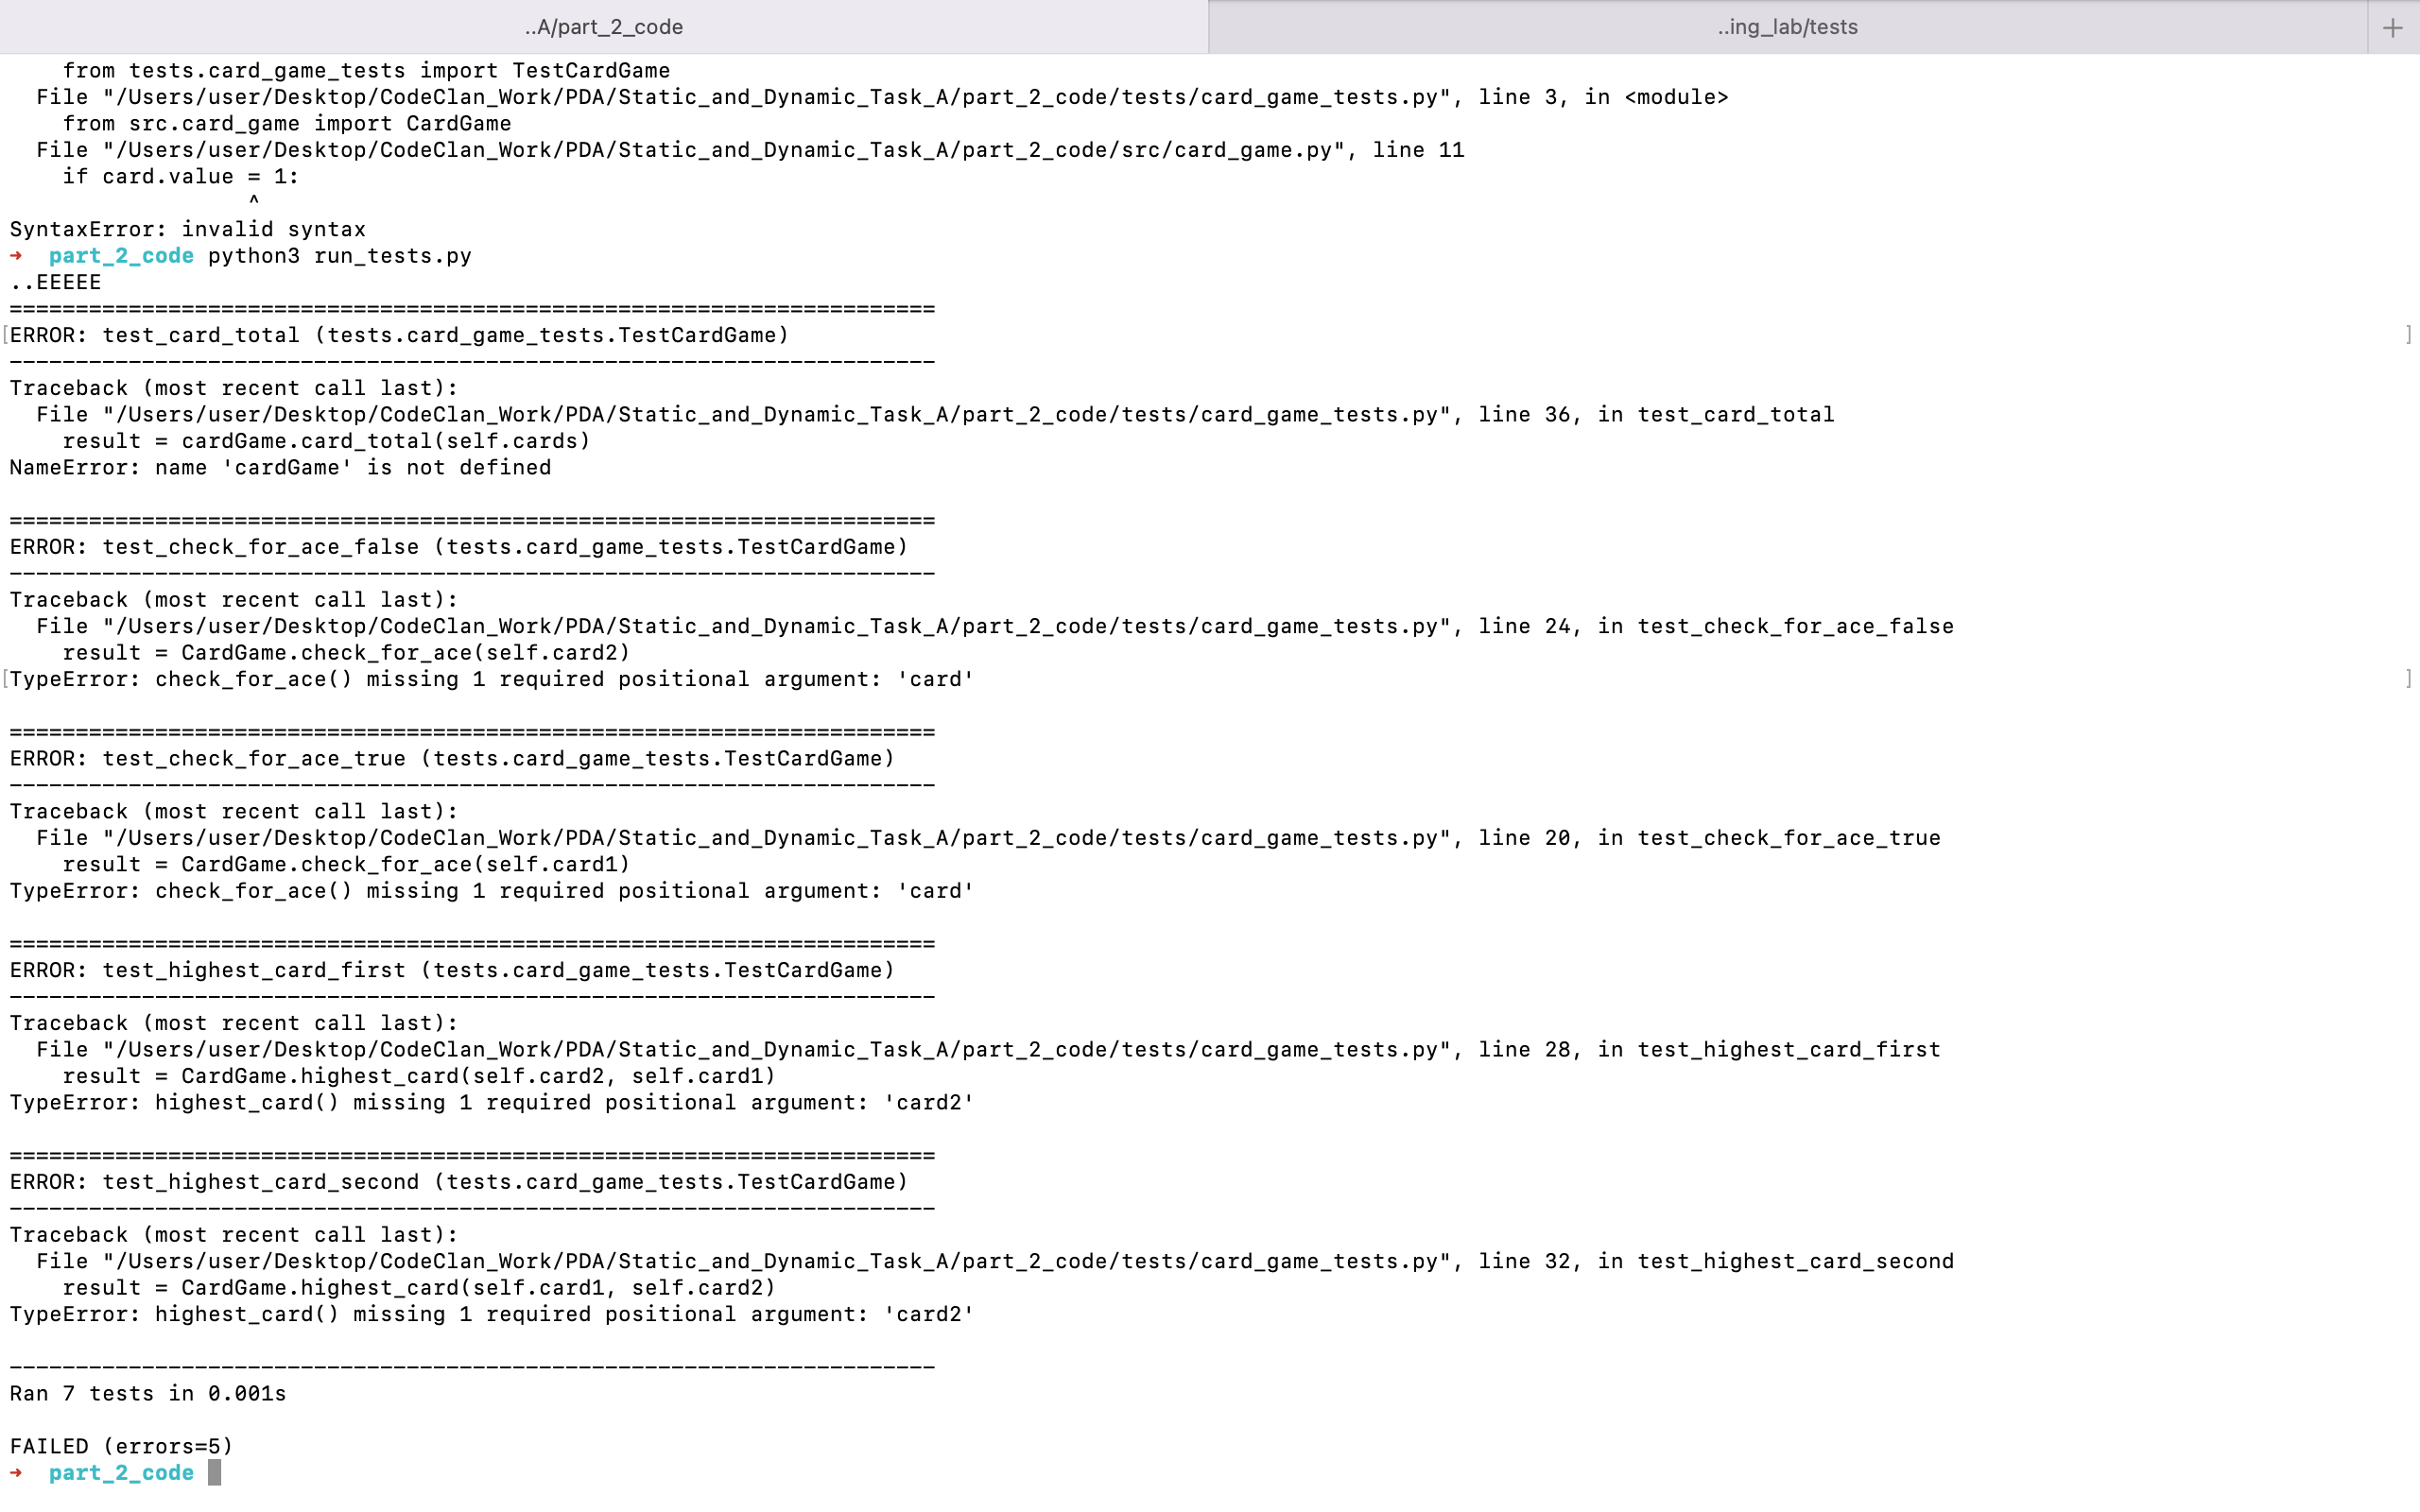 ..A/part_2_code
..ing_lab/tests
+
    from tests.card_game_tests import TestCardGame
  File "/Users/user/Desktop/CodeClan_Work/PDA/Static_and_Dynamic_Task_A/part_2_code/tests/card_game_tests.py", line 3, in <module>
    from src.card_game import CardGame
  File "/Users/user/Desktop/CodeClan_Work/PDA/Static_and_Dynamic_Task_A/part_2_code/src/card_game.py", line 11
    if card.value = 1:
                  ^
SyntaxError: invalid syntax
➜  part_2_code python3 run_tests.py
..EEEEE
======================================================================
[ERROR: test_card_total (tests.card_game_tests.TestCardGame) ]
----------------------------------------------------------------------
Traceback (most recent call last):
  File "/Users/user/Desktop/CodeClan_Work/PDA/Static_and_Dynamic_Task_A/part_2_code/tests/card_game_tests.py", line 36, in test_card_total
    result = cardGame.card_total(self.cards)
NameError: name 'cardGame' is not defined
======================================================================
ERROR: test_check_for_ace_false (tests.card_game_tests.TestCardGame)
----------------------------------------------------------------------
Traceback (most recent call last):
  File "/Users/user/Desktop/CodeClan_Work/PDA/Static_and_Dynamic_Task_A/part_2_code/tests/card_game_tests.py", line 24, in test_check_for_ace_false
    result = CardGame.check_for_ace(self.card2)
[TypeError: check_for_ace() missing 1 required positional argument: 'card' ]
======================================================================
ERROR: test_check_for_ace_true (tests.card_game_tests.TestCardGame)
----------------------------------------------------------------------
Traceback (most recent call last):
  File "/Users/user/Desktop/CodeClan_Work/PDA/Static_and_Dynamic_Task_A/part_2_code/tests/card_game_tests.py", line 20, in test_check_for_ace_true
    result = CardGame.check_for_ace(self.card1)
TypeError: check_for_ace() missing 1 required positional argument: 'card'
======================================================================
ERROR: test_highest_card_first (tests.card_game_tests.TestCardGame)
----------------------------------------------------------------------
Traceback (most recent call last):
  File "/Users/user/Desktop/CodeClan_Work/PDA/Static_and_Dynamic_Task_A/part_2_code/tests/card_game_tests.py", line 28, in test_highest_card_first
    result = CardGame.highest_card(self.card2, self.card1)
TypeError: highest_card() missing 1 required positional argument: 'card2'
======================================================================
ERROR: test_highest_card_second (tests.card_game_tests.TestCardGame)
----------------------------------------------------------------------
Traceback (most recent call last):
  File "/Users/user/Desktop/CodeClan_Work/PDA/Static_and_Dynamic_Task_A/part_2_code/tests/card_game_tests.py", line 32, in test_highest_card_second
    result = CardGame.highest_card(self.card1, self.card2)
TypeError: highest_card() missing 1 required positional argument: 'card2'
----------------------------------------------------------------------
Ran 7 tests in 0.001s
FAILED (errors=5)
➜  part_2_code